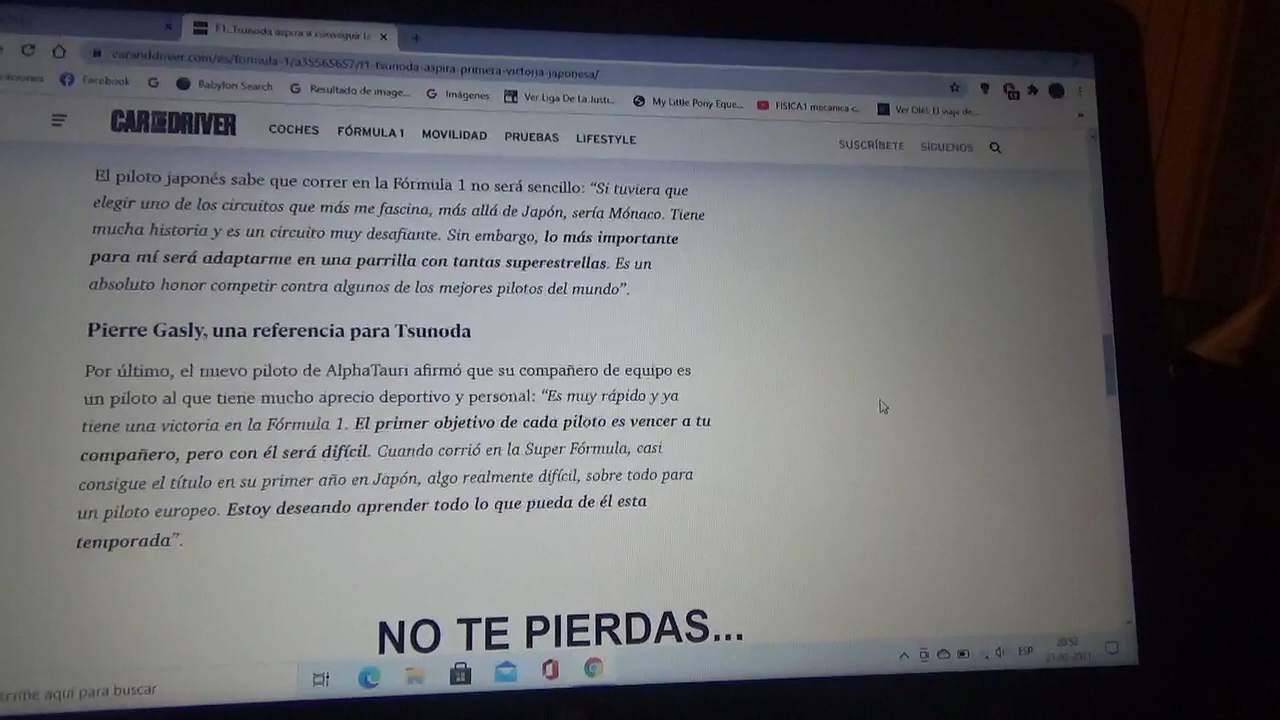 F1: Tsunoda aspira a conseguir la
caranddriver.com/es/formula-1/a35565657/f1-tsunoda-aspira-primera-victoria-japonesa/
Facebook
Babylon Search
Resultado de image...
Imágenes
Ver Liga De La Justi...
My Little Pony Eque...
FISICA1 mecanica c...
CAR AND DRIVER
COCHES FÓRMULA 1 MOVILIDAD PRUEBAS LIFESTYLE
SUSCRÍBETE SÍGUENOS
El piloto japonés sabe que correr en la Fórmula 1 no será sencillo: “Si tuviera que
elegir uno de los circuitos que más me fascina, más allá de Japón, sería Mónaco. Tiene
mucha historia y es un circuito muy desafiante. Sin embargo, lo más importante
para mí será adaptarme en una parrilla con tantas superestrellas. Es un
absoluto honor competir contra algunos de los mejores pilotos del mundo”.
Pierre Gasly, una referencia para Tsunoda
Por último, el nuevo piloto de AlphaTauri afirmó que su compañero de equipo es
un piloto al que tiene mucho aprecio deportivo y personal: “Es muy rápido y ya
tiene una victoria en la Fórmula 1. El primer objetivo de cada piloto es vencer a tu
compañero, pero con él será difícil. Cuando corrió en la Super Fórmula, casi
consigue el título en su primer año en Japón, algo realmente difícil, sobre todo para
un piloto europeo. Estoy deseando aprender todo lo que pueda de él esta
temporada”.
NO TE PIERDAS...
aquí para buscar
ESP
20:52